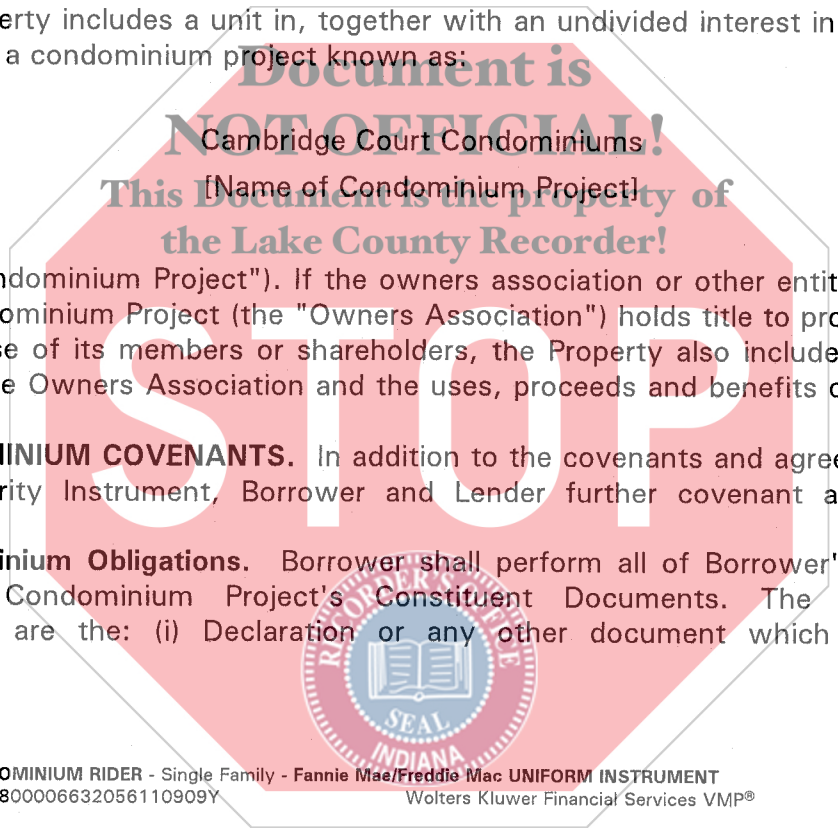 erty includes a unit in, together with an undivided interest in
a condominium project known as:
Document is
NOT OFFICIAL!
Cambridge Court Condominiums
[Name of Condominium Project]
This Document is the property of
the Lake County Recorder!
ndominium Project"). If the owners association or other entit
ominium Project (the "Owners Association") holds title to pro
se of its members or shareholders, the Property also include
e Owners Association and the uses, proceeds and benefits o
STOP
INIUM COVENANTS. In addition to the covenants and agree
rity Instrument, Borrower and Lender further covenant a
inium Obligations. Borrower shall perform all of Borrower'
Condominium Project's Constituent Documents. The
are the: (i) Declaration or any other document which
RECORDER'S OFFICE
SEAL
INDIANA
OMINIUM RIDER - Single Family - Fannie Mae/Freddie Mac UNIFORM INSTRUMENT
800006632056110909Y Wolters Kluwer Financial Services VMP®